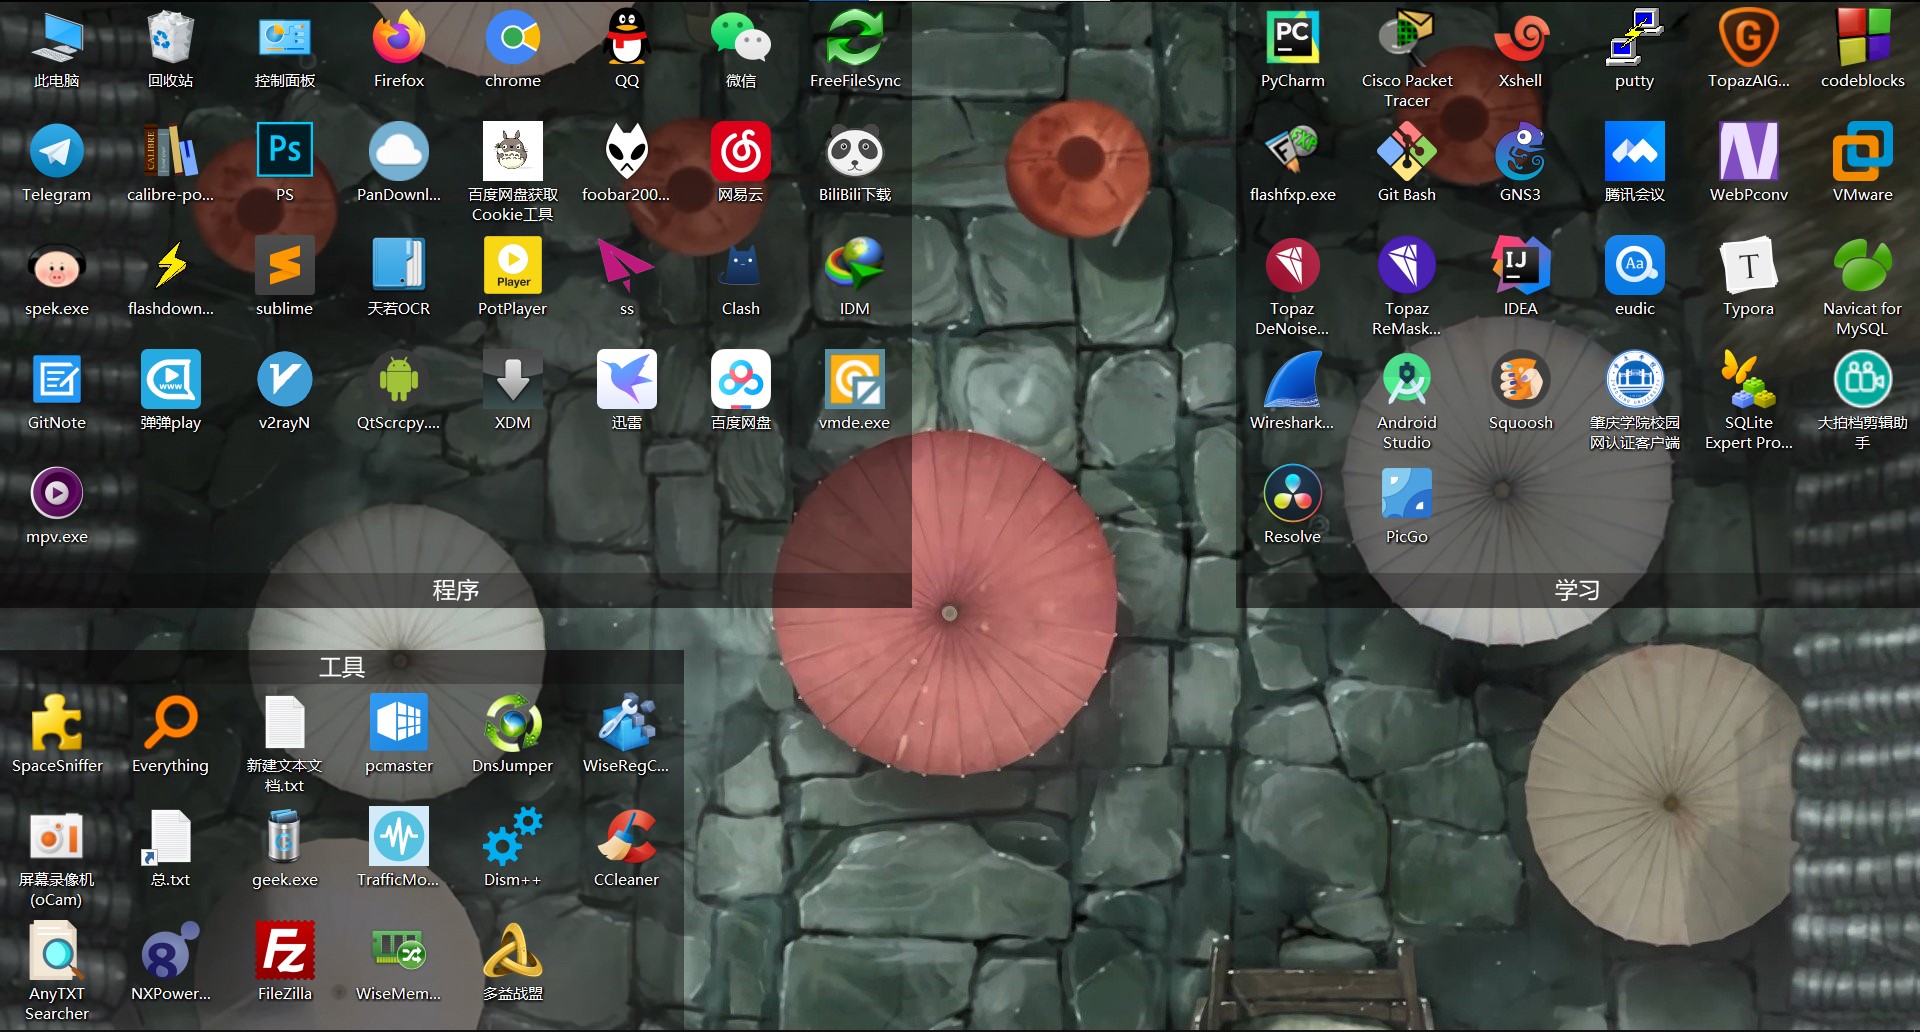 此电脑
回收站
控制面板
Firefox
chrome
QQ
微信
FreeFileSync
Telegram
calibre-po...
PS
PanDownl...
百度网盘获取
Cookie工具
foobar200...
网易云
BiliBili下载
spek.exe
flashdown...
sublime
天若OCR
PotPlayer
ss
Clash
IDM
GitNote
弹弹play
v2rayN
QtScrcpy....
XDM
迅雷
百度网盘
vmde.exe
mpv.exe
程序
PyCharm
Cisco Packet
Tracer
Xshell
putty
TopazAIG...
codeblocks
flashfxp.exe
Git Bash
GNS3
腾讯会议
WebPconv
VMware
Topaz
DeNoise...
Topaz
ReMask...
IDEA
eudic
Typora
Navicat for
MySQL
Wireshark...
Android
Studio
Squoosh
肇庆学院校园
网认证客户端
SQLite
Expert Pro...
大拍档剪辑助
手
Resolve
PicGo
学习
工具
SpaceSniffer
Everything
新建文本文
档.txt
pcmaster
DnsJumper
WiseRegC...
屏幕录像机
(oCam)
总.txt
geek.exe
TrafficMo...
Dism++
CCleaner
AnyTXT
Searcher
NXPower...
FileZilla
WiseMem...
多益战盟